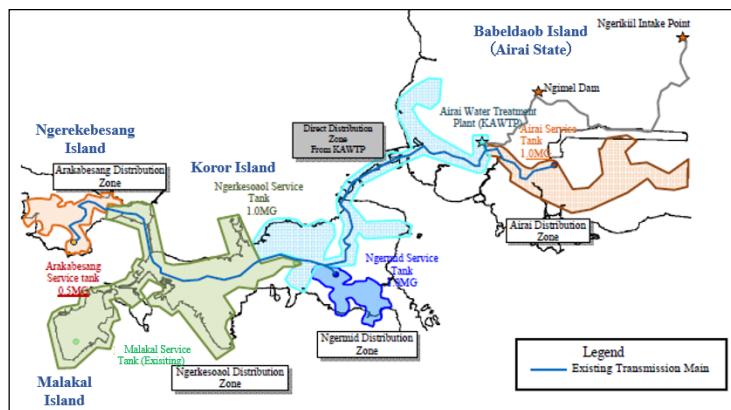 Babeldaob Island
(Airai State)
Ngerikiil Intake Point
Ngimel Dam
Airai Water Treatment
Plant (KAWTP)
Airai Service
Tank
1.0MG
Direct Distribution
Zone
From KAWTP
Ngerekebesang
Island
Arakabesang Distribution
Zone
Koror Island
Ngerkesoaol Service
Tank
1.0MG
Airai Distribution
Zone
Ngermid Service
Tank
Arakabesang
Service tank
0.5MG
Malakal Service
Tank (Exisiting)
Ngerkesoaol Distribution
Zone
Ngermid Distribution
Zone
Malakal
Island
Legend
Existing Transmission Main